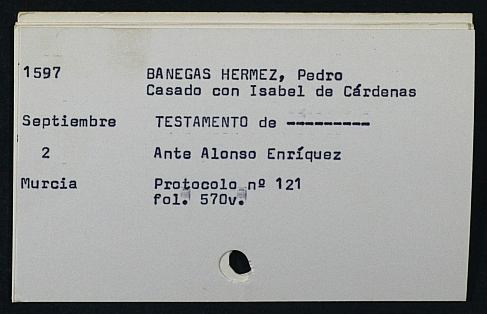 1597 BANEGAS HERMEZ, Pedro
Casado con Isabel de Cárdenas
Septiembre TESTAMENTO de ---------
2 Ante Alonso Enríquez
Murcia Protocolo nº 121
fol. 570v.